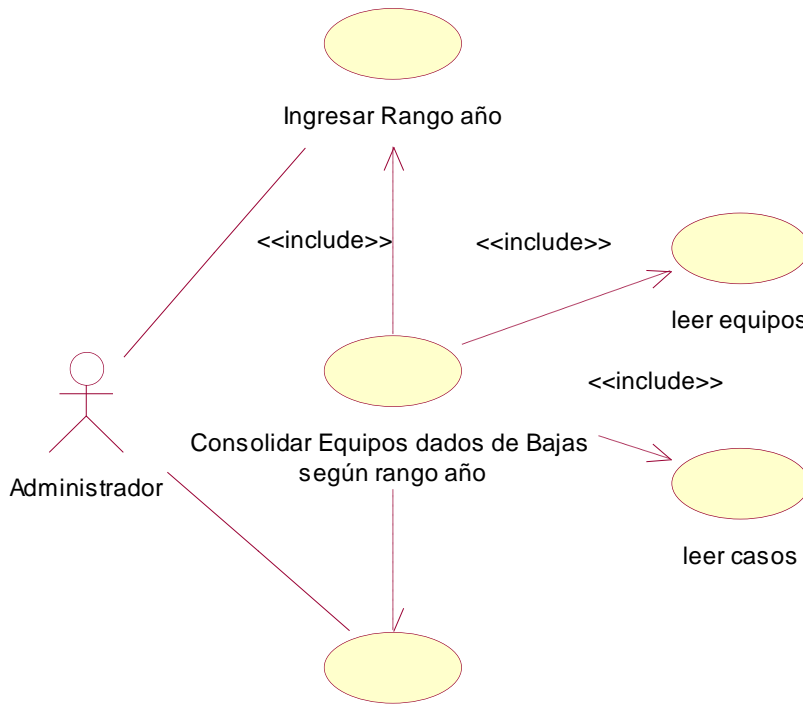 Ingresar Rango año
<<include>>
<<include>>
leer equipos
<<include>>
Consolidar Equipos dados de Bajas
según rango año
Administrador
leer casos